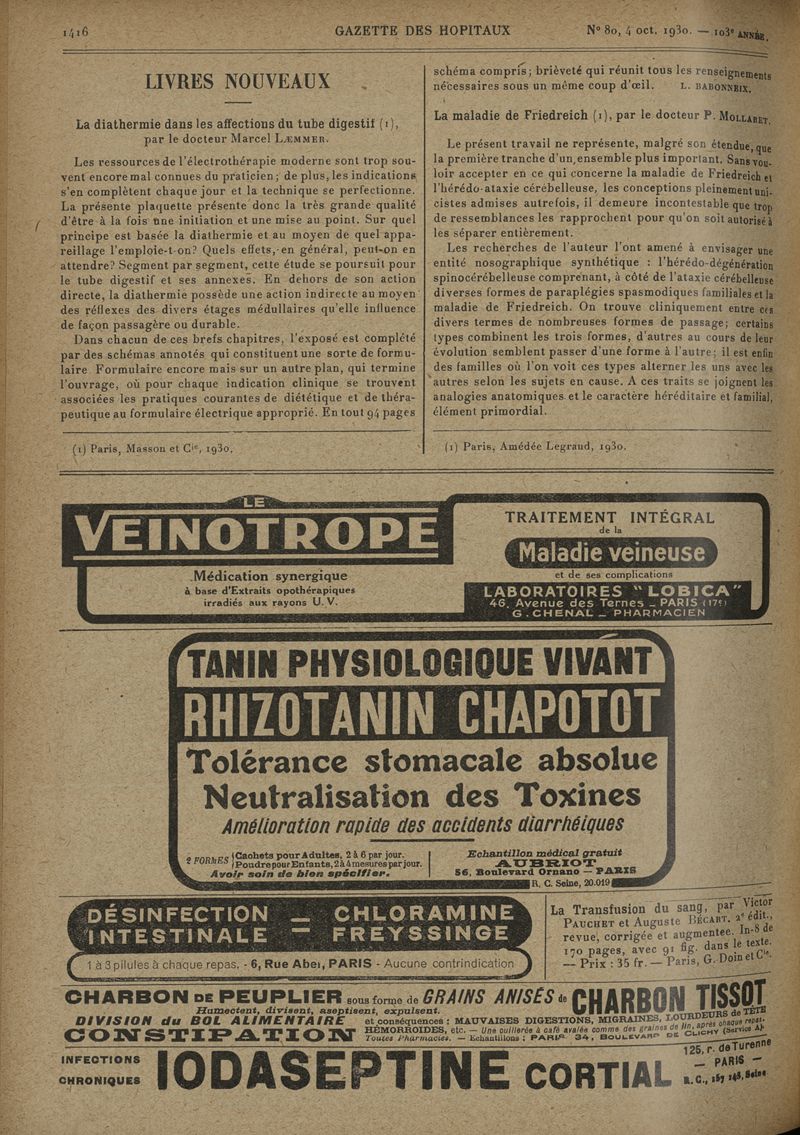 1416
GAZETTE DES HOPITAUX
N° 80, 4 oct. 1930. — 103e ANNÉE.
LIVRES NOUVEAUX
La diathermie dans les affections du tube digestif (1),
par le docteur Marcel LÆMMER.
Les ressources de l'électrothérapie moderne sont trop sou-
vent encore mal connues du praticien; de plus, les indications
s'en complètent chaque jour et la technique se perfectionne.
La présente plaquette présente donc la très grande qualité
d'être à la fois une initiation et une mise au point. Sur quel
principe est basée la diathermie et au moyen de quel appa-
reillage l'emploie-t-on? Quels effets, en général, peut-on en
attendre? Segment par segment, cette étude se poursuit pour
le tube digestif et ses annexes. En dehors de son action
directe, la diathermie possède une action indirecte au moyen
des réflexes des divers étages médullaires qu'elle influence
de façon passagère ou durable.
Dans chacun de ces brefs chapitres, l'exposé est complété
par des schémas annotés qui constituent une sorte de formu-
laire. Formulaire encore mais sur un autre plan, qui termine
l'ouvrage, où pour chaque indication clinique se trouvent
associées les pratiques courantes de diététique et de théra-
peutique au formulaire électrique approprié. En tout 94 pages
(1) Paris, Masson et Cie, 1930.
schéma compris; brièveté qui réunit tous les renseignements
nécessaires sous un même coup d'œil. L. BABONNEIX.
La maladie de Friedreich (1), par le docteur P. MOLLARET.
Le présent travail ne représente, malgré son étendue, que
la première tranche d'un ensemble plus important. Sans vou-
loir accepter en ce qui concerne la maladie de Friedreich et
l'hérédo-ataxie cérébelleuse, les conceptions pleinement uni-
cistes admises autrefois, il demeure incontestable que trop
de ressemblances les rapprochent pour qu'on soit autorisé à
les séparer entièrement.
Les recherches de l'auteur l'ont amené à envisager une
entité nosographique synthétique : l'hérédo-dégénération
spinocérébelleuse comprenant, à côté de l'ataxie cérébelleuse
diverses formes de paraplégies spasmodiques familiales et la
maladie de Friedreich. On trouve cliniquement entre ces
divers termes de nombreuses formes de passage; certains
types combinent les trois formes, d'autres au cours de leur
évolution semblent passer d'une forme à l'autre; il est enfin
des familles où l'on voit ces types alterner les uns avec les
autres selon les sujets en cause. A ces traits se joignent les
analogies anatomiques et le caractère héréditaire et familial,
élément primordial.
(1) Paris, Amédée Legrand, 1930.
LE
VEINOTROPE
Médication synergique
à base d'Extraits opothérapiques
irradiés aux rayons U.V.
TRAITEMENT INTÉGRAL
de la
Maladie veineuse
et de ses complications
LABORATOIRES "LOBICA"
46, Avenue des Ternes _ PARIS (17e)
G. CHENAL _ PHARMACIEN
TANIN PHYSIOLOGIQUE VIVANT
RHIZOTANIN CHAPOTOT
Tolérance stomacale absolue
Neutralisation des Toxines
Amélioration rapide des accidents diarrhéiques
2 FORMES
Cachets pour Adultes, 2 à 6 par jour.
Poudre pour Enfants, 2 à 4 mesures par jour.
Avoir soin de bien spécifier.
Echantillon médical gratuit
AUBRIOT
56, Boulevard Ornano — PARIS
R. C. Seine, 20.019
DÉSINFECTION — CHLORAMINE
INTESTINALE — FREYSSINGE
1 à 3 pilules à chaque repas. - 6, Rue Abel, PARIS - Aucune contrindication
La Transfusion du sang, par Victor
PAUCHET et Auguste BÉCART. 2e édit.,
revue, corrigée et augmentée. In-8 de
170 pages, avec 91 fig. dans le texte.
— Prix : 35 fr. — Paris, G. Doin et Cie.
CHARBON DE PEUPLIER sous forme de GRAINS ANISÉS de CHARBON TISSOT
Humectent, divisent, aseptisent, expulsent.
DIVISION du BOL ALIMENTAIRE et conséquences : MAUVAISES DIGESTIONS, MIGRAINES, LOURDEURS de TÊTE
CONSTIPATION HÉMORROIDES, etc. — Une cuillerée à café avalée comme des graines de lin, après chaque repas.
Toutes Pharmacies. — Echantillons : PARIS 34, BOULEVARD DE CLICHY (Service A).
INFECTIONS
CHRONIQUES
IODASEPTINE CORTIAL
125, r. de Turenne
— PARIS —
R.C., 157 148, Seine